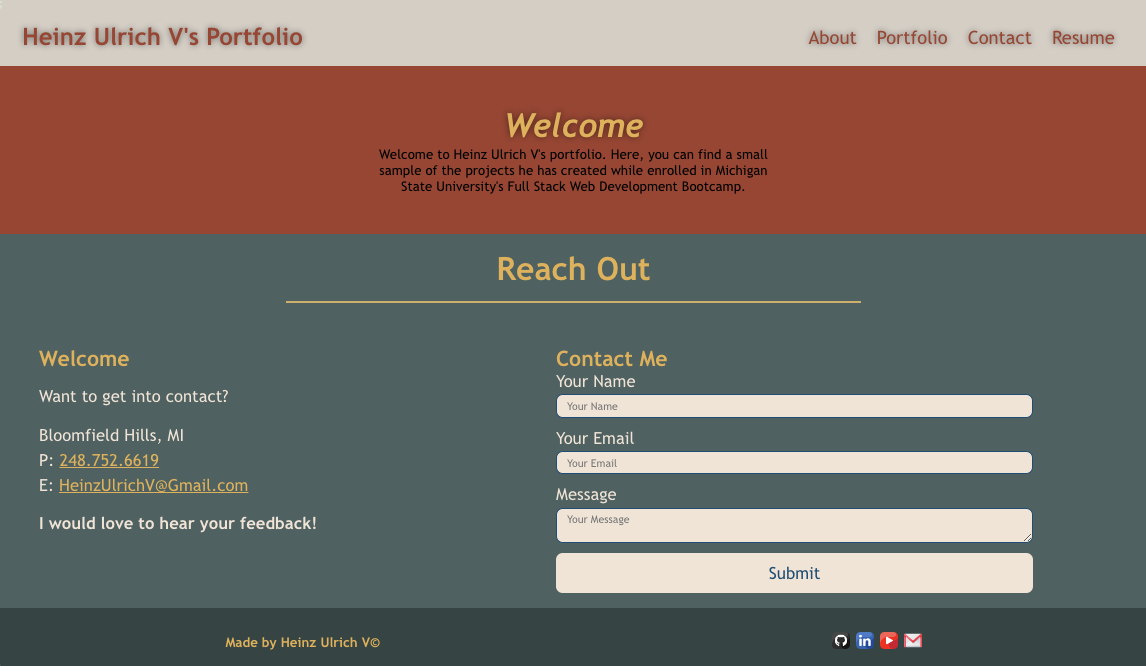 Heinz Ulrich V's Portfolio
About Portfolio Contact Resume
Welcome
Welcome to Heinz Ulrich V's portfolio. Here, you can find a small
sample of the projects he has created while enrolled in Michigan
State University's Full Stack Web Development Bootcamp.
Reach Out
Welcome
Want to get into contact?
Bloomfield Hills, MI
P: 248.752.6619
E: HeinzUlrichV@Gmail.com
I would love to hear your feedback!
Contact Me
Your Name
Your Name
Your Email
Your Email
Message
Your Message
Submit
Made by Heinz Ulrich V©
in